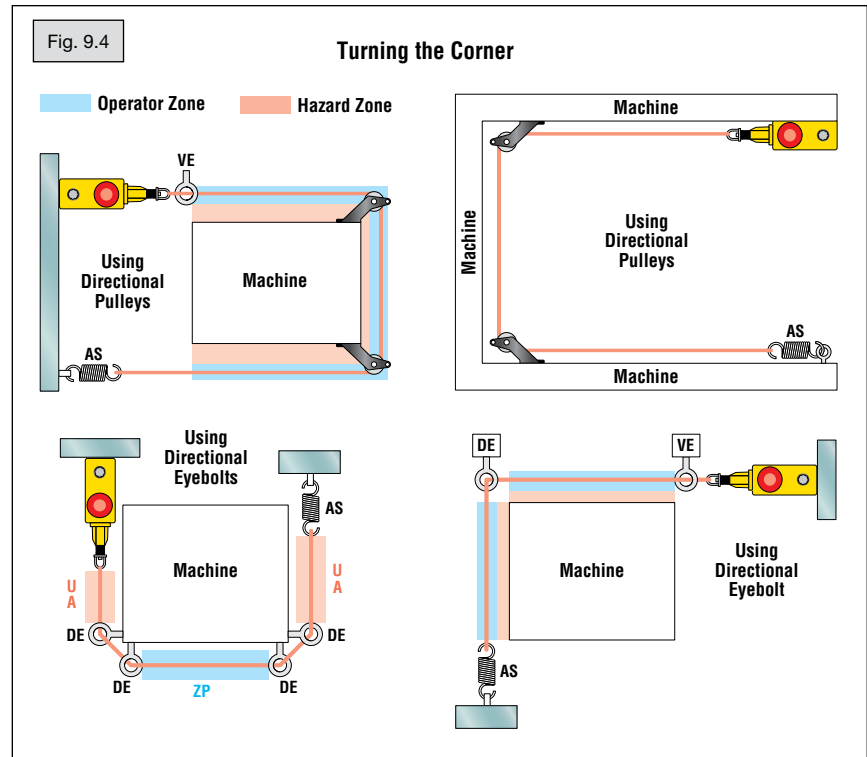 Fig. 9.4
Turning the Corner
Operator Zone
Hazard Zone
VE
Using
Directional
Pulleys
Machine
AS
Machine
Machine
Using
Directional
Pulleys
AS
Machine
Using
Directional
Eyebolts
AS
Machine
U
A
U
A
DE
DE
DE
DE
ZP
DE
VE
Machine
Using
Directional
Eyebolt
AS